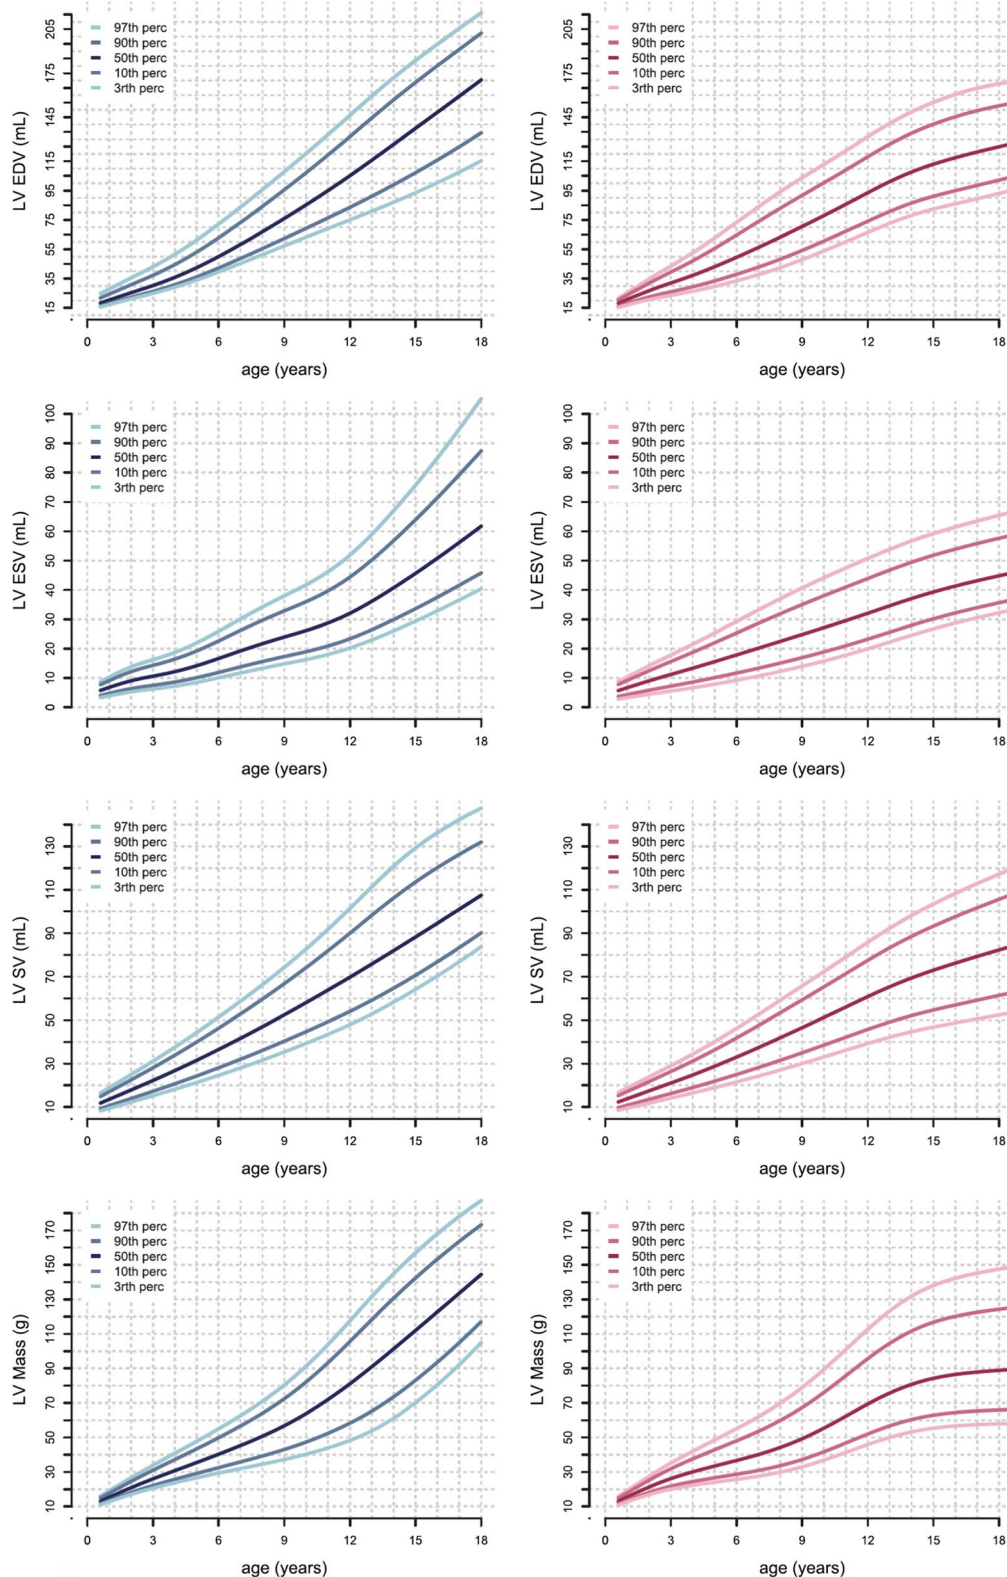 97th perc
90th perc
50th perc
10th perc
3rth perc
LV EDV (mL)
205
175
145
115
95
75
55
35
15
0 3 6 9 12 15 18
age (years)
97th perc
90th perc
50th perc
10th perc
3rth perc
LV EDV (mL)
205
175
145
115
95
75
55
35
15
0 3 6 9 12 15 18
age (years)
97th perc
90th perc
50th perc
10th perc
3rth perc
LV ESV (mL)
100
90
80
70
60
50
40
30
20
10
0
0 3 6 9 12 15 18
age (years)
97th perc
90th perc
50th perc
10th perc
3rth perc
LV ESV (mL)
100
90
80
70
60
50
40
30
20
10
0
0 3 6 9 12 15 18
age (years)
97th perc
90th perc
50th perc
10th perc
3rth perc
LV SV (mL)
130
110
90
70
50
30
10
0 3 6 9 12 15 18
age (years)
97th perc
90th perc
50th perc
10th perc
3rth perc
LV SV (mL)
130
110
90
70
50
30
10
0 3 6 9 12 15 18
age (years)
97th perc
90th perc
50th perc
10th perc
3rth perc
LV Mass (g)
170
150
130
110
90
70
50
30
10
0 3 6 9 12 15 18
age (years)
97th perc
90th perc
50th perc
10th perc
3rth perc
LV Mass (g)
170
150
130
110
90
70
50
30
10
0 3 6 9 12 15 18
age (years)